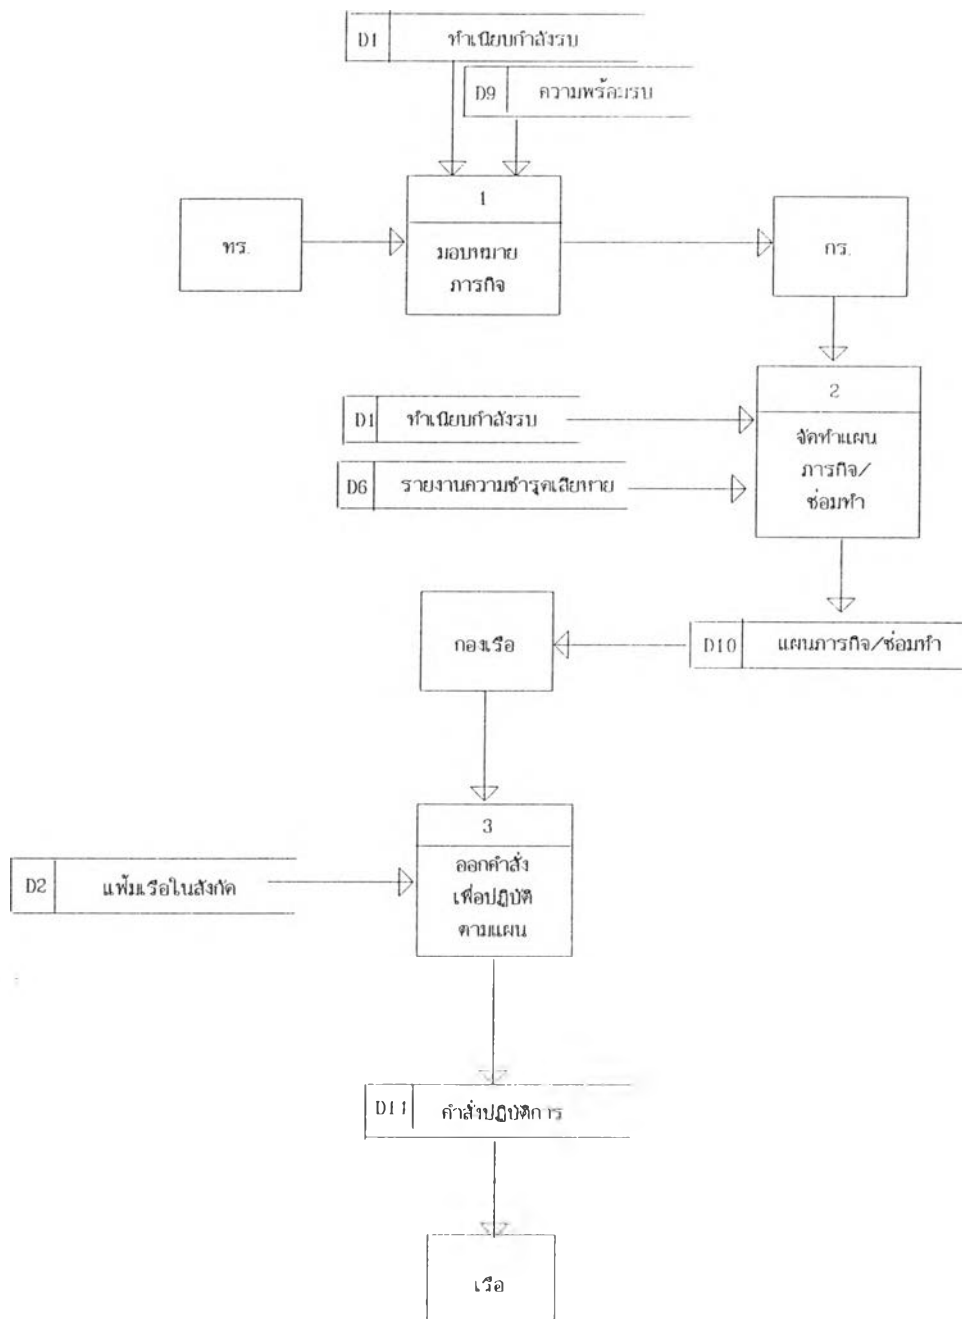 D1 ทำเนียบกำลังรบ
D9 ความพร้อมรบ
1
ทร.
มอบหมาย
ภารกิจ
กร.
2
D1 ทำเนียบกำลังรบ
จัดทำแผน
ภารกิจ/
ซ่อมทำ
D6 รายงานความชำรุดเสียหาย
กองเรือ
D10 แผนภารกิจ/ซ่อมทำ
3
D2 แฟ้มเรือในสังกัด
ออกคำสั่ง
เพื่อปฏิบัติ
ตามแผน
D11 คำสั่งปฏิบัติการ
เรือ